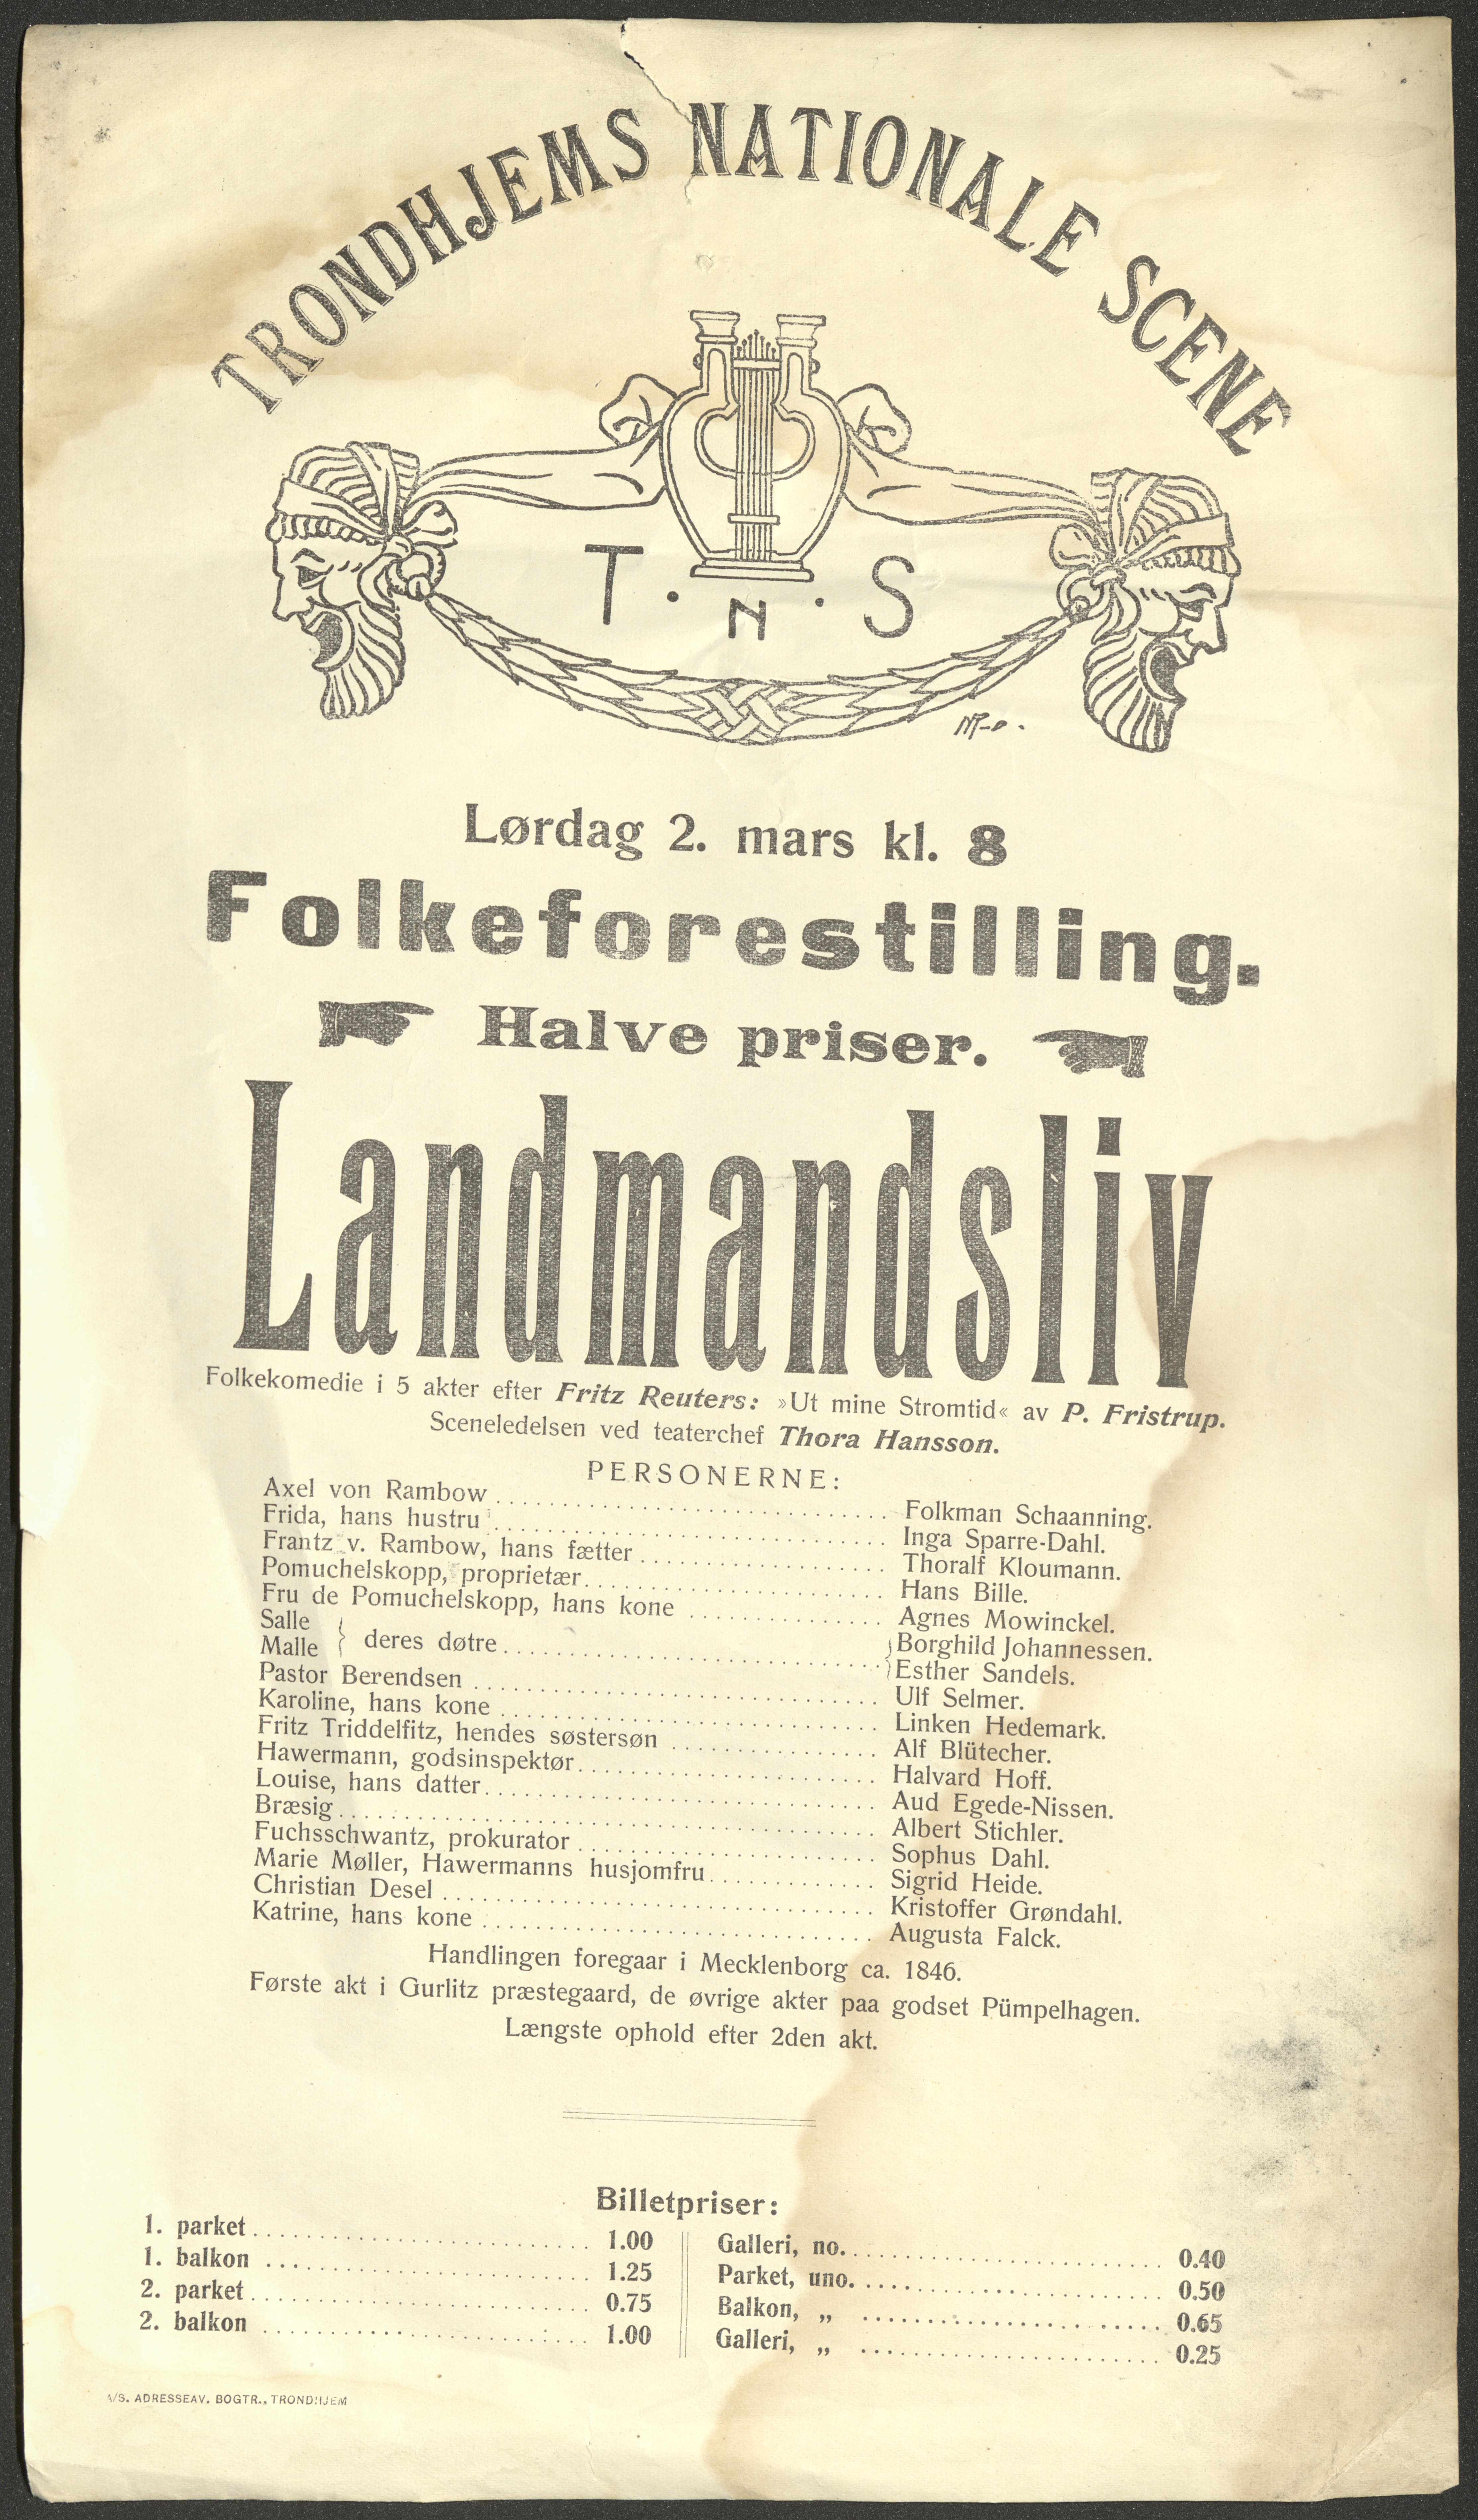 TRONDHJEMS NATIONALE SCENE
T. N. S
Lørdag 2. mars kl. 8
Folkeforestilling.
Halve priser.
Landmandsliv
Folkekomedie i 5 akter efter Fritz Reuters: »Ut mine Stromtid« av P. Fristrup.
Sceneledelsen ved teaterchef Thora Hansson.
PERSONERNE:
Axel von Rambow Folkman Schaanning.
Frida, hans hustru Inga Sparre-Dahl.
Frantz v. Rambow, hans fætter Thoralf Kloumann.
Pomuchelskopp, proprietær Hans Bille.
Fru de Pomuchelskopp, hans kone Agnes Mowinckel.
Salle } deres døtre Borghild Johannessen.
Malle } Esther Sandels.
Pastor Berendsen Ulf Selmer.
Karoline, hans kone Linken Hedemark.
Fritz Triddelfitz, hendes søstersøn Alf Blütecher.
Hawermann, godsinspektør Halvard Hoff.
Louise, hans datter Aud Egede-Nissen.
Bræsig Albert Stichler.
Fuchsschwantz, prokurator Sophus Dahl.
Marie Møller, Hawermanns husjomfru Sigrid Heide.
Christian Desel Kristoffer Grøndahl.
Katrine, hans kone Augusta Falck.
Handlingen foregaar i Mecklenborg ca. 1846.
Første akt i Gurlitz præstegaard, de øvrige akter paa godset Pümpelhagen.
Længste ophold efter 2den akt.
Billetpriser:
1. parket 1.00
1. balkon 1.25
2. parket 0.75
2. balkon 1.00
Galleri, no. 0.40
Parket, uno. 0.50
Balkon, „ 0.65
Galleri, „ 0.25
A/S. ADRESSEAV. BOGTR., TRONDHJEM